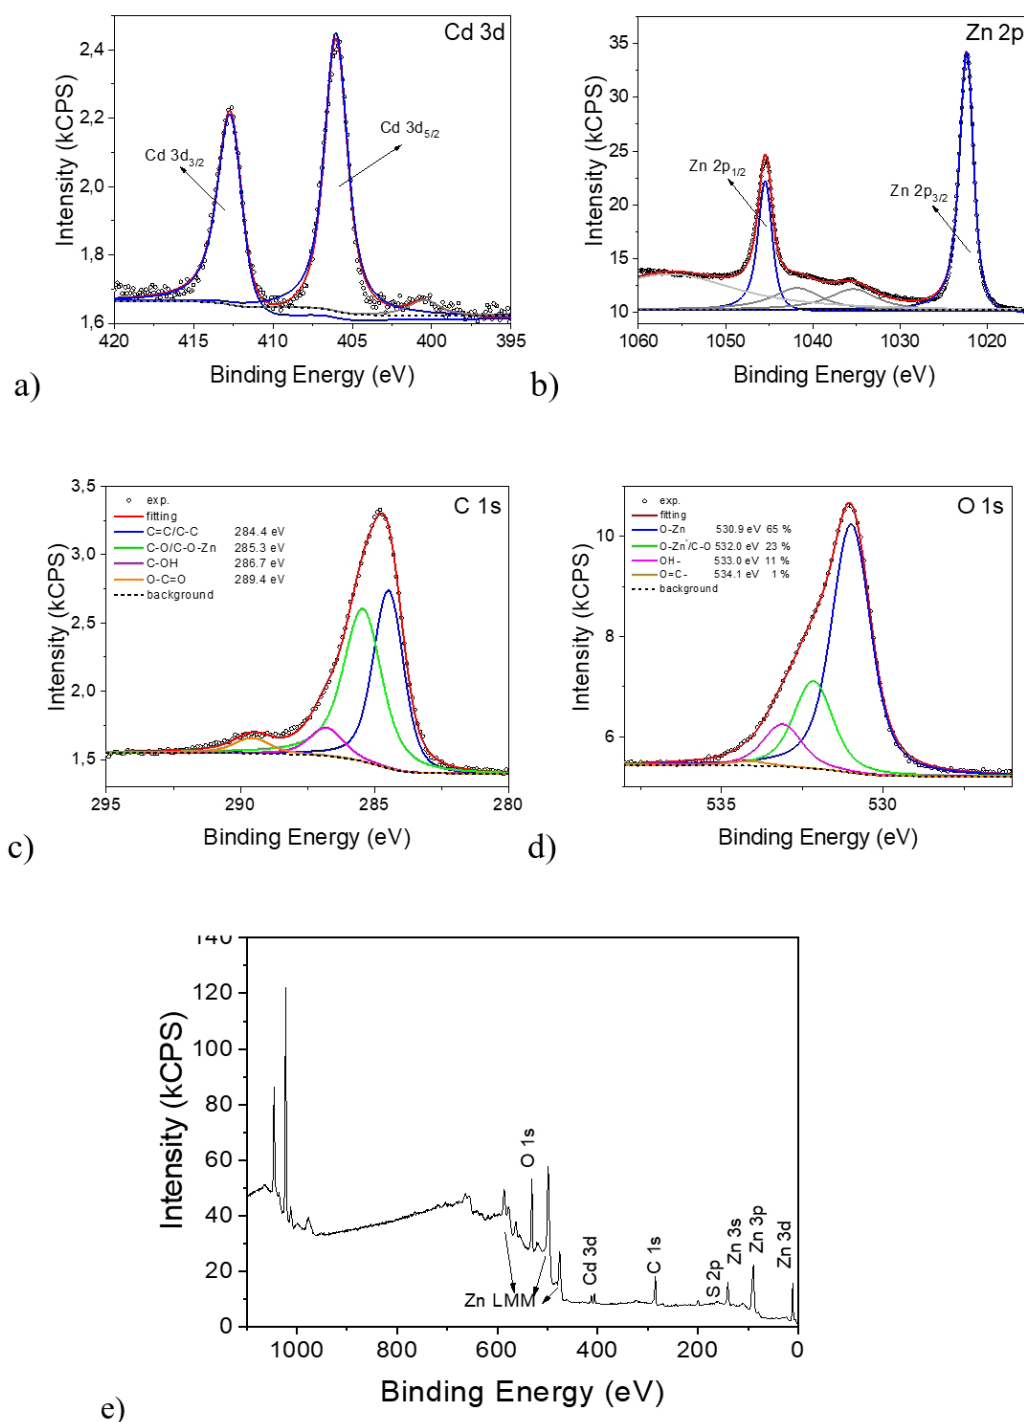 Cd 3d
2,4
2,2
2,0
1,8
1,6
Intensity (kCPS)
Cd 3d3/2
Cd 3d5/2
420 415 410 405 400 395
Binding Energy (eV)
a)
Zn 2p
35
30
25
20
15
10
Intensity (kCPS)
Zn 2p1/2
Zn 2p3/2
1060 1050 1040 1030 1020
Binding Energy (eV)
b)
C 1s
3,5
3,0
2,5
2,0
1,5
Intensity (kCPS)
exp.
fitting
C=C/C-C 284.4 eV
C-O/C-O-Zn 285.3 eV
C-OH 286.7 eV
O-C=O 289.4 eV
background
295 290 285 280
Binding Energy (eV)
c)
O 1s
10
8
6
Intensity (kCPS)
exp.
fitting
O-Zn 530.9 eV 65 %
O-Zn*/C-O 532.0 eV 23 %
OH- 533.0 eV 11 %
O=C- 534.1 eV 1 %
background
535 530
Binding Energy (eV)
d)
140
120
100
80
60
40
20
0
Intensity (kCPS)
O 1s
Zn LMM
Cd 3d
C 1s
S 2p
Zn 3s
Zn 3p
Zn 3d
1000 800 600 400 200 0
Binding Energy (eV)
e)